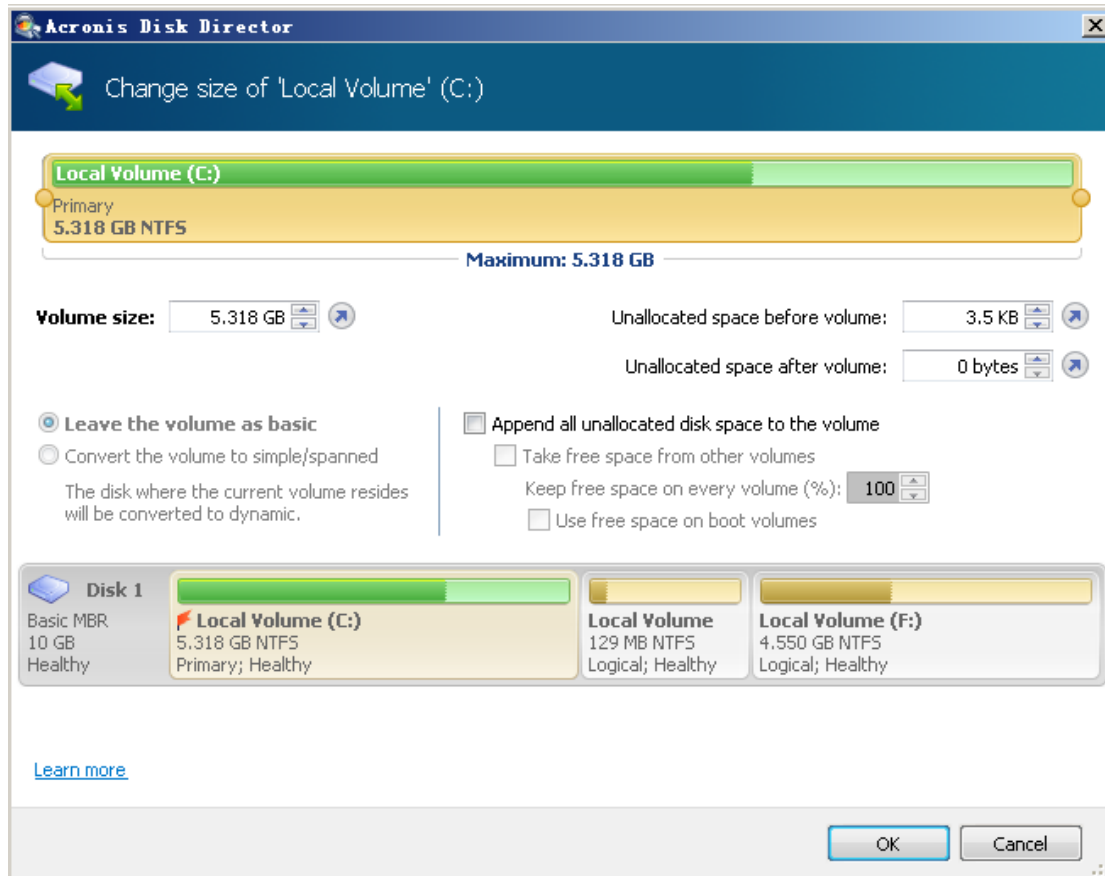 Acronis Disk Director
Change size of 'Local Volume' (C:)
Local Volume (C:)
Primary
5.318 GB NTFS
Maximum: 5.318 GB
Volume size: 5.318 GB
Unallocated space before volume: 3.5 KB
Unallocated space after volume: 0 bytes
Leave the volume as basic
Convert the volume to simple/spanned
The disk where the current volume resides
will be converted to dynamic.
Append all unallocated disk space to the volume
Take free space from other volumes
Keep free space on every volume (%): 100
Use free space on boot volumes
Disk 1
Basic MBR
10 GB
Healthy
Local Volume (C:)
5.318 GB NTFS
Primary; Healthy
Local Volume
129 MB NTFS
Logical; Healthy
Local Volume (F:)
4.550 GB NTFS
Logical; Healthy
Learn more
OK
Cancel